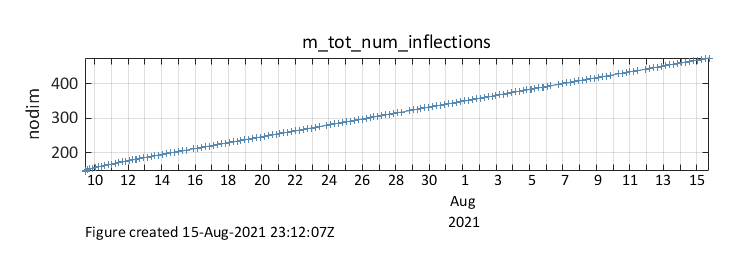 m_tot_num_inflections
nodim
400
300
200
10 12 14 16 18 20 22 24 26 28 30 1 3 5 7 9 11 13 15
Aug
2021
Figure created 15-Aug-2021 23:12:07Z